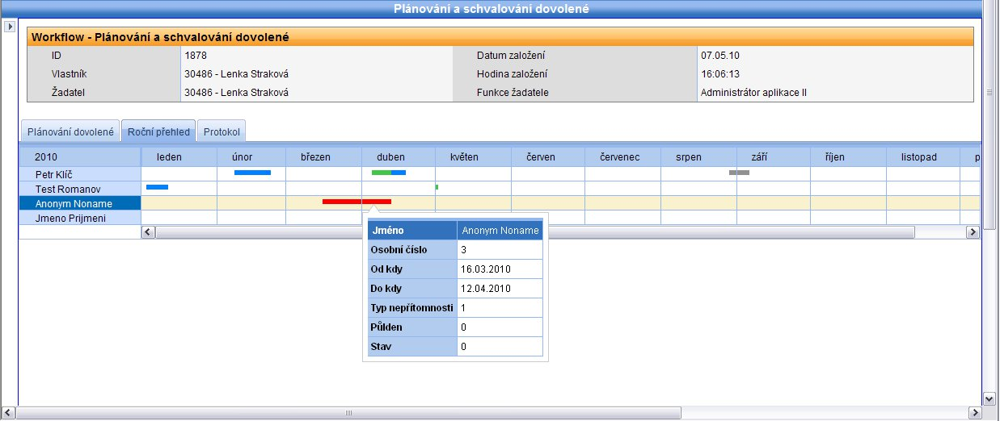 Plánování a schvalování dovolené
Workflow - Plánování a schvalování dovolené
ID 1878 Datum založení 07.05.10
Vlastník 30486 - Lenka Straková Hodina založení 16:06:13
Žadatel 30486 - Lenka Straková Funkce žadatele Administrátor aplikace II
Plánování dovolené Roční přehled Protokol
2010 leden únor březen duben květen červen červenec srpen září říjen listopad p
Petr Klíč
Test Romanov
Anonym Noname
Jmeno Prijmeni
Jméno Anonym Noname
Osobní číslo 3
Od kdy 16.03.2010
Do kdy 12.04.2010
Typ nepřítomnosti 1
Půlden 0
Stav 0